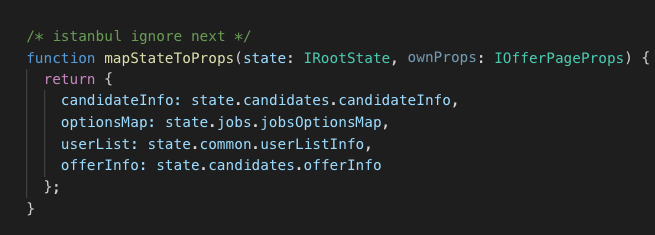 /* istanbul ignore next */
function mapStateToProps(state: IRootState, ownProps: IOfferPageProps) {
  return {
    candidateInfo: state.candidates.candidateInfo,
    optionsMap: state.jobs.jobsOptionsMap,
    userList: state.common.userListInfo,
    offerInfo: state.candidates.offerInfo
  };
}